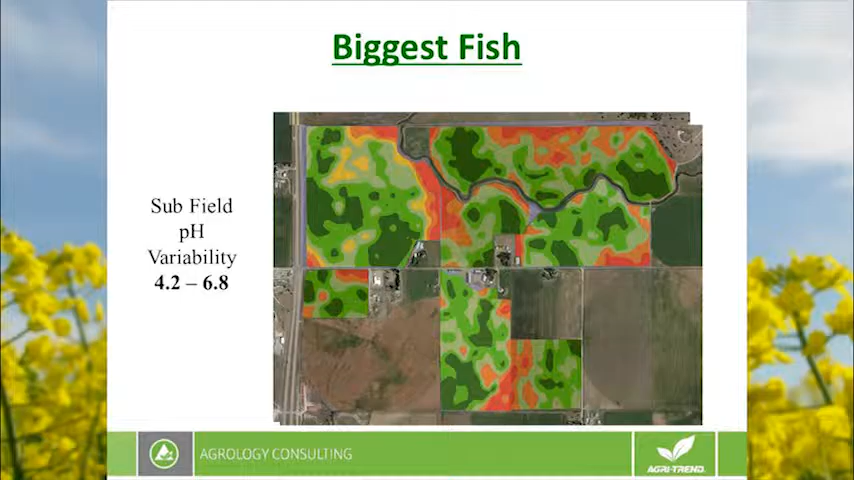 Biggest Fish
Sub Field
pH
Variability
4.2 – 6.8
AGROLOGY CONSULTING
AGRI-TREND